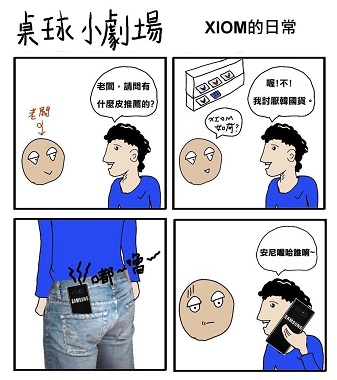 桌球小劇場
XIOM的日常
老闆，請問有
什麼皮推薦的?
老闆
喔!不!
我討厭韓國貨。
XIOM
如何?
嘟~嚕~
SAMSUNG
安尼喔哈誰唷~
SAMSUNG